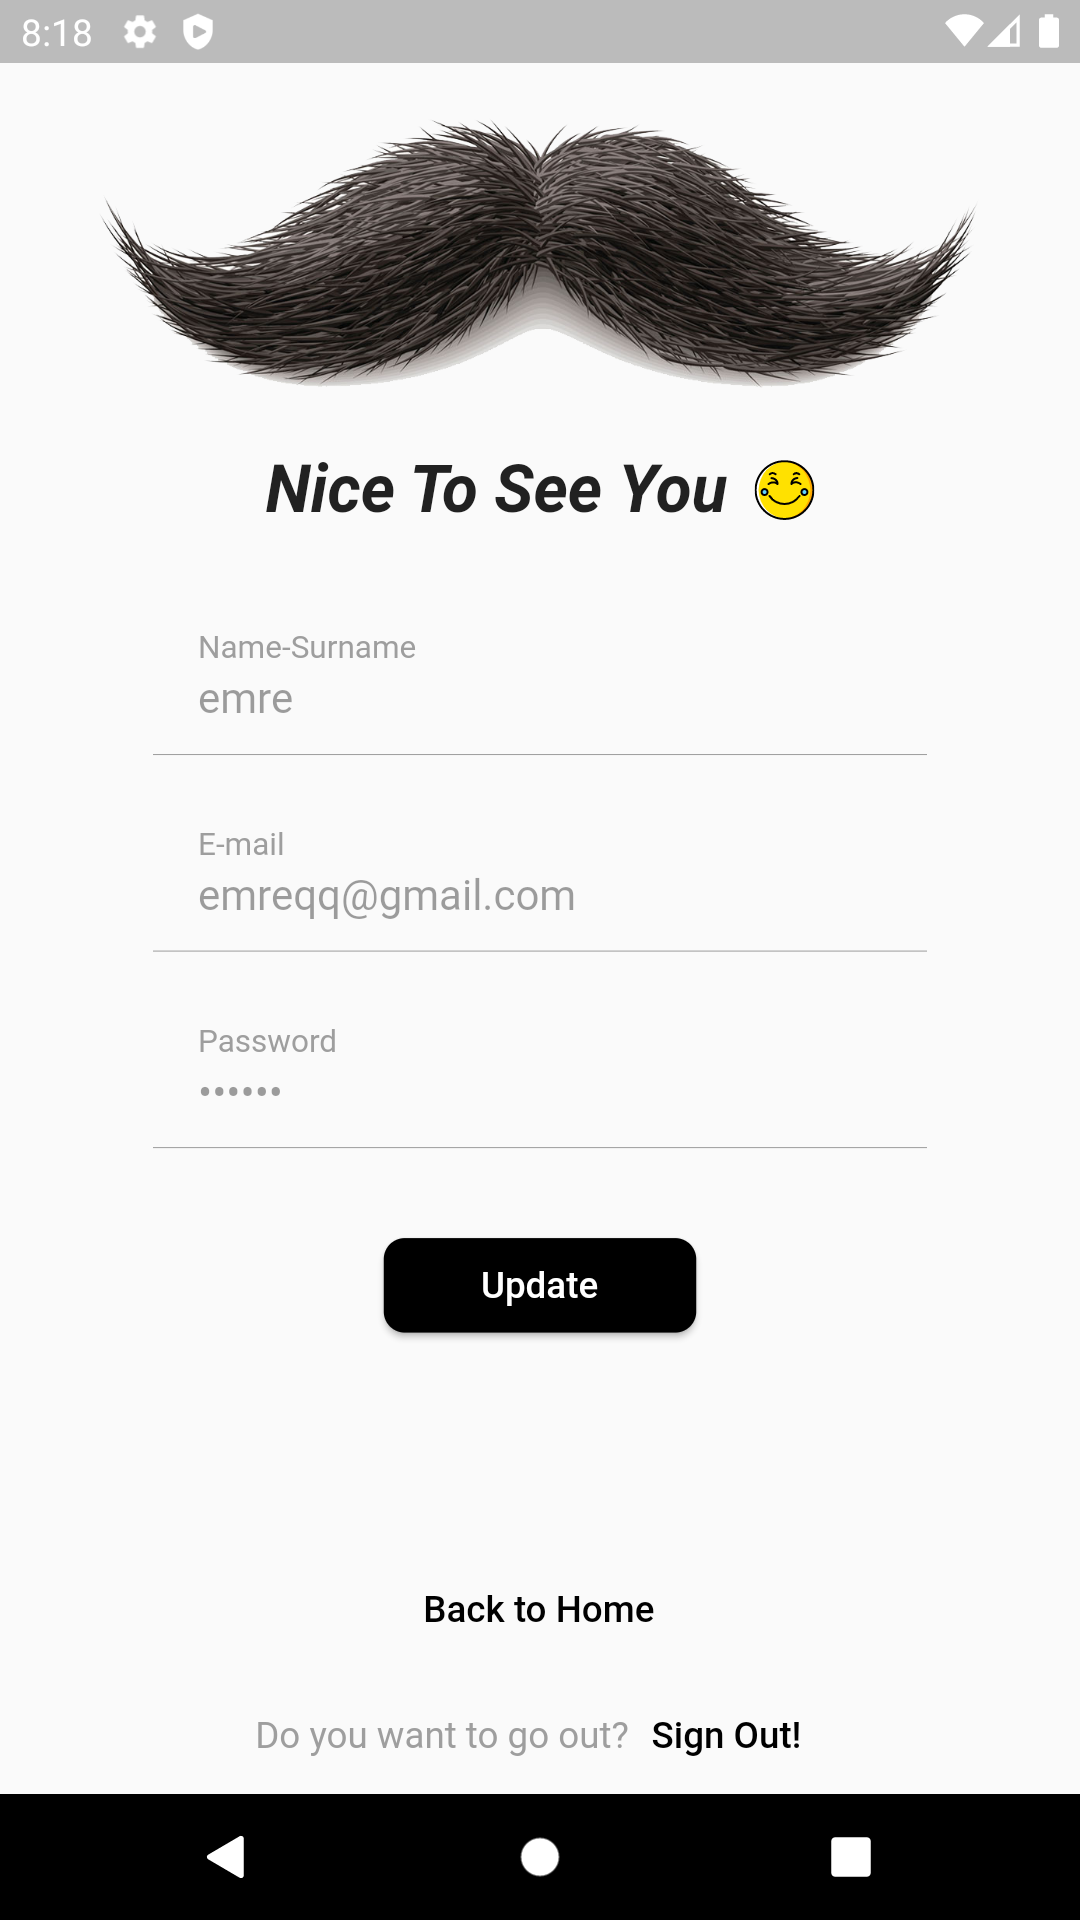 8:18
Nice To See You
Name-Surname
emre
E-mail
emreqq@gmail.com
Password
••••••
Update
Back to Home
Do you want to go out? Sign Out!